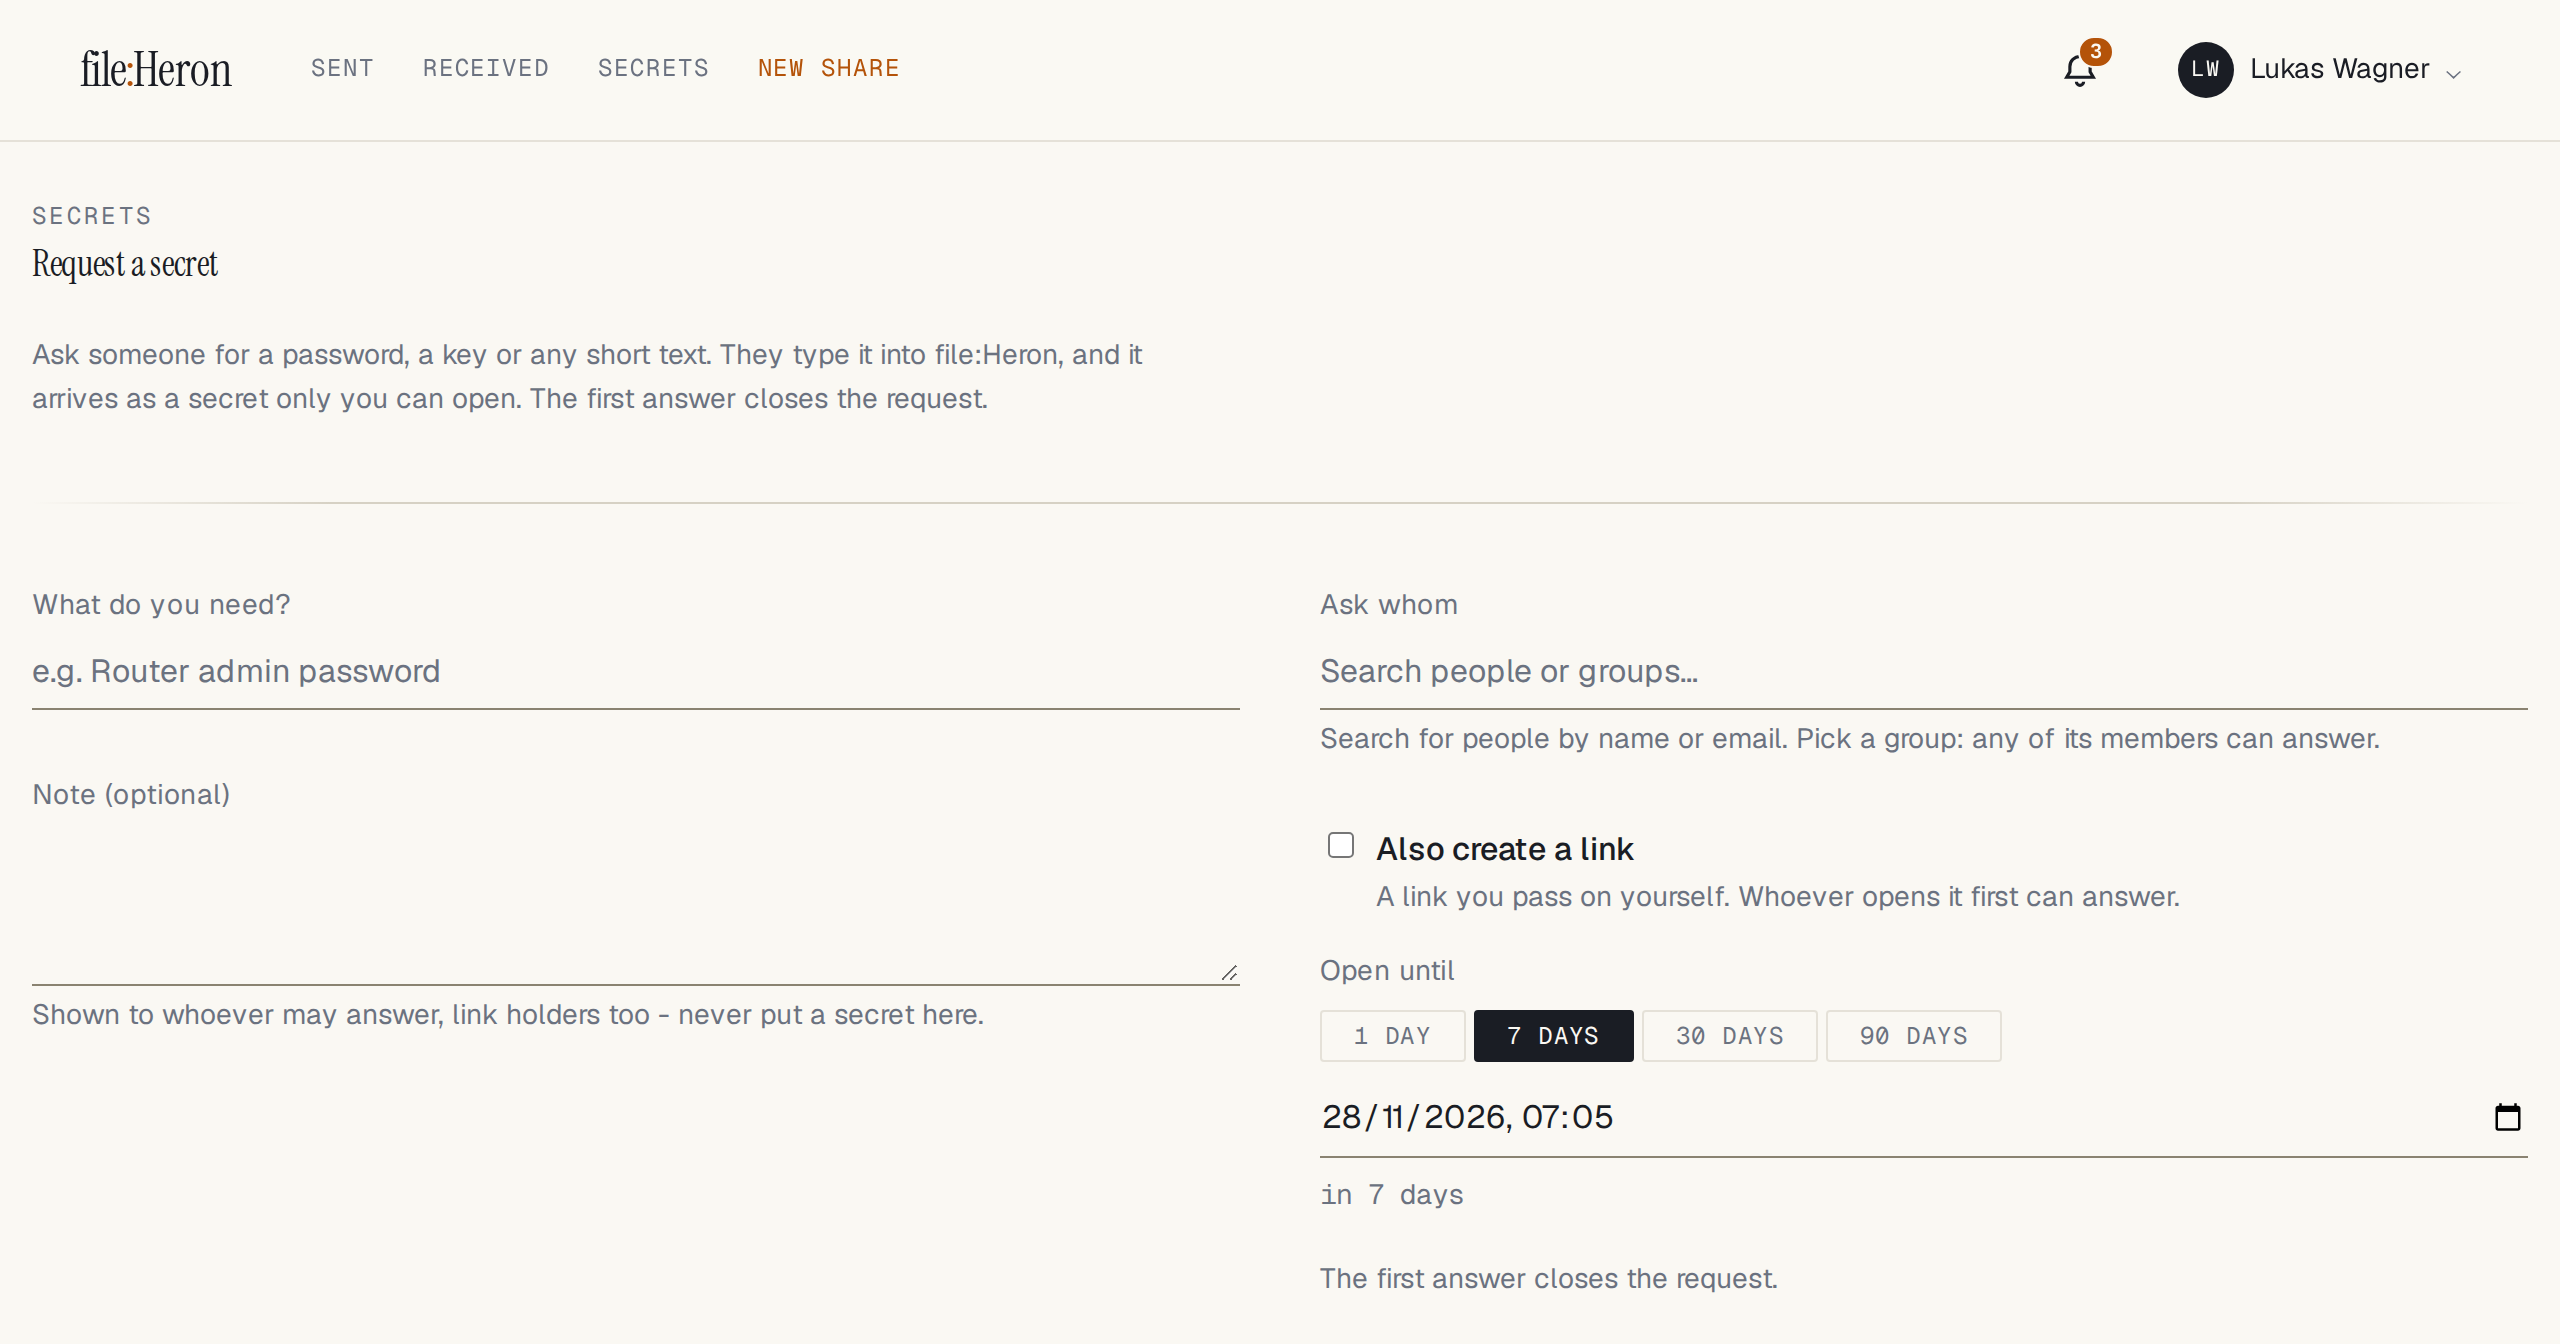 file:Heron
SENT
RECEIVED
SECRETS
NEW SHARE
3
LW
Lukas Wagner
SECRETS
Request a secret
Ask someone for a password, a key or any short text. They type it into file:Heron, and it
arrives as a secret only you can open. The first answer closes the request.
What do you need?
e.g. Router admin password
Note (optional)
Shown to whoever may answer, link holders too - never put a secret here.
Ask whom
Search people or groups...
Search for people by name or email. Pick a group: any of its members can answer.
Also create a link
A link you pass on yourself. Whoever opens it first can answer.
Open until
1 DAY
7 DAYS
30 DAYS
90 DAYS
28/11/2026, 07:05
in 7 days
The first answer closes the request.